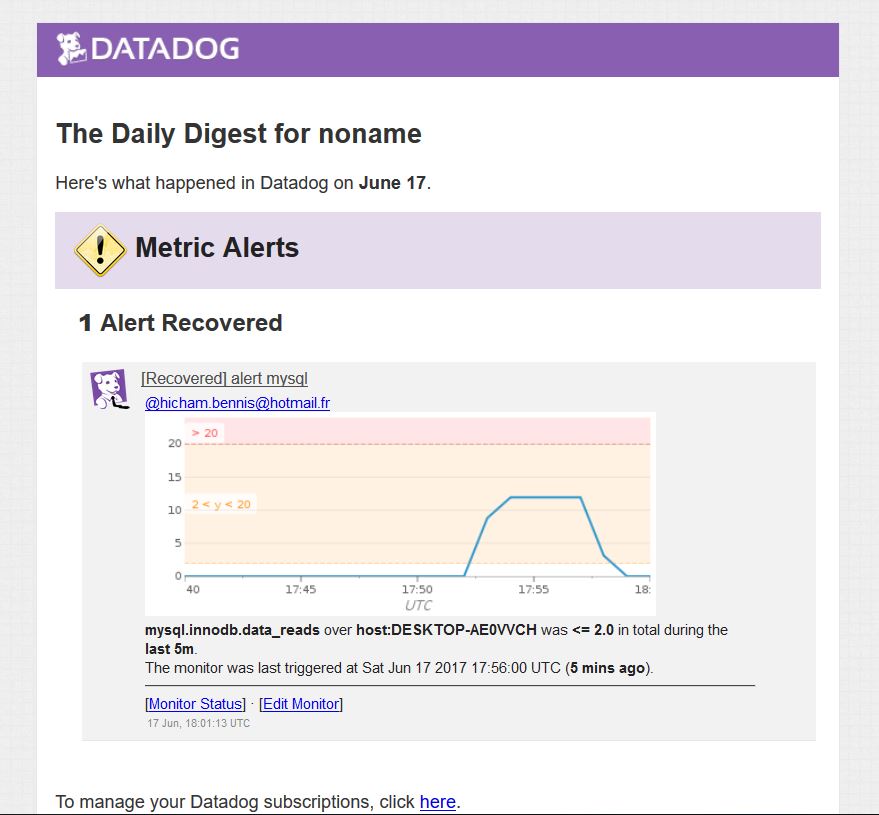 DATADOG
The Daily Digest for noname
Here's what happened in Datadog on June 17.
Metric Alerts
1 Alert Recovered
[Recovered] alert mysql
@hicham.bennis@hotmail.fr
> 20
20
15
2 < y < 20
10
5
0
40 17:45 17:50 17:55 18:
UTC
mysql.innodb.data_reads over host:DESKTOP-AE0VVCH was <= 2.0 in total during the
last 5m.
The monitor was last triggered at Sat Jun 17 2017 17:56:00 UTC (5 mins ago).
[Monitor Status] · [Edit Monitor]
17 Jun, 18:01:13 UTC
To manage your Datadog subscriptions, click here.